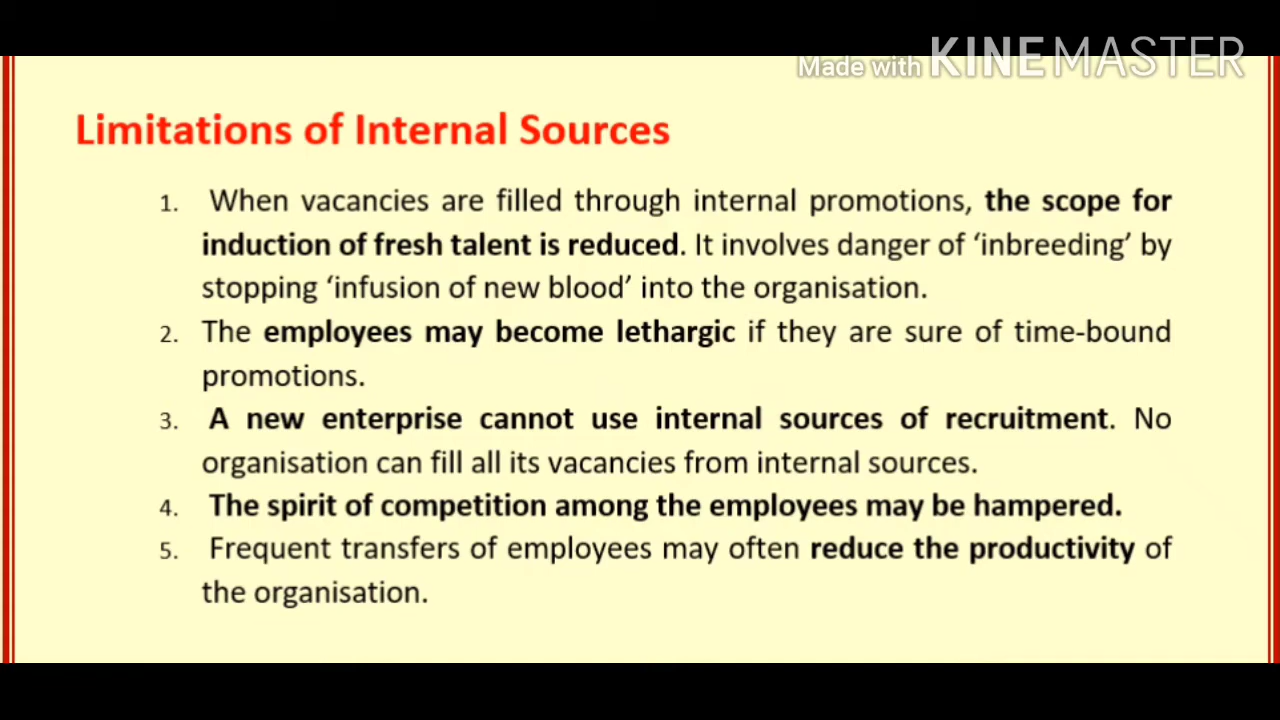 Made with KINEMASTER
Limitations of Internal Sources
1. When vacancies are filled through internal promotions, the scope for
induction of fresh talent is reduced. It involves danger of ‘inbreeding’ by
stopping ‘infusion of new blood’ into the organisation.
2. The employees may become lethargic if they are sure of time-bound
promotions.
3. A new enterprise cannot use internal sources of recruitment. No
organisation can fill all its vacancies from internal sources.
4. The spirit of competition among the employees may be hampered.
5. Frequent transfers of employees may often reduce the productivity of
the organisation.